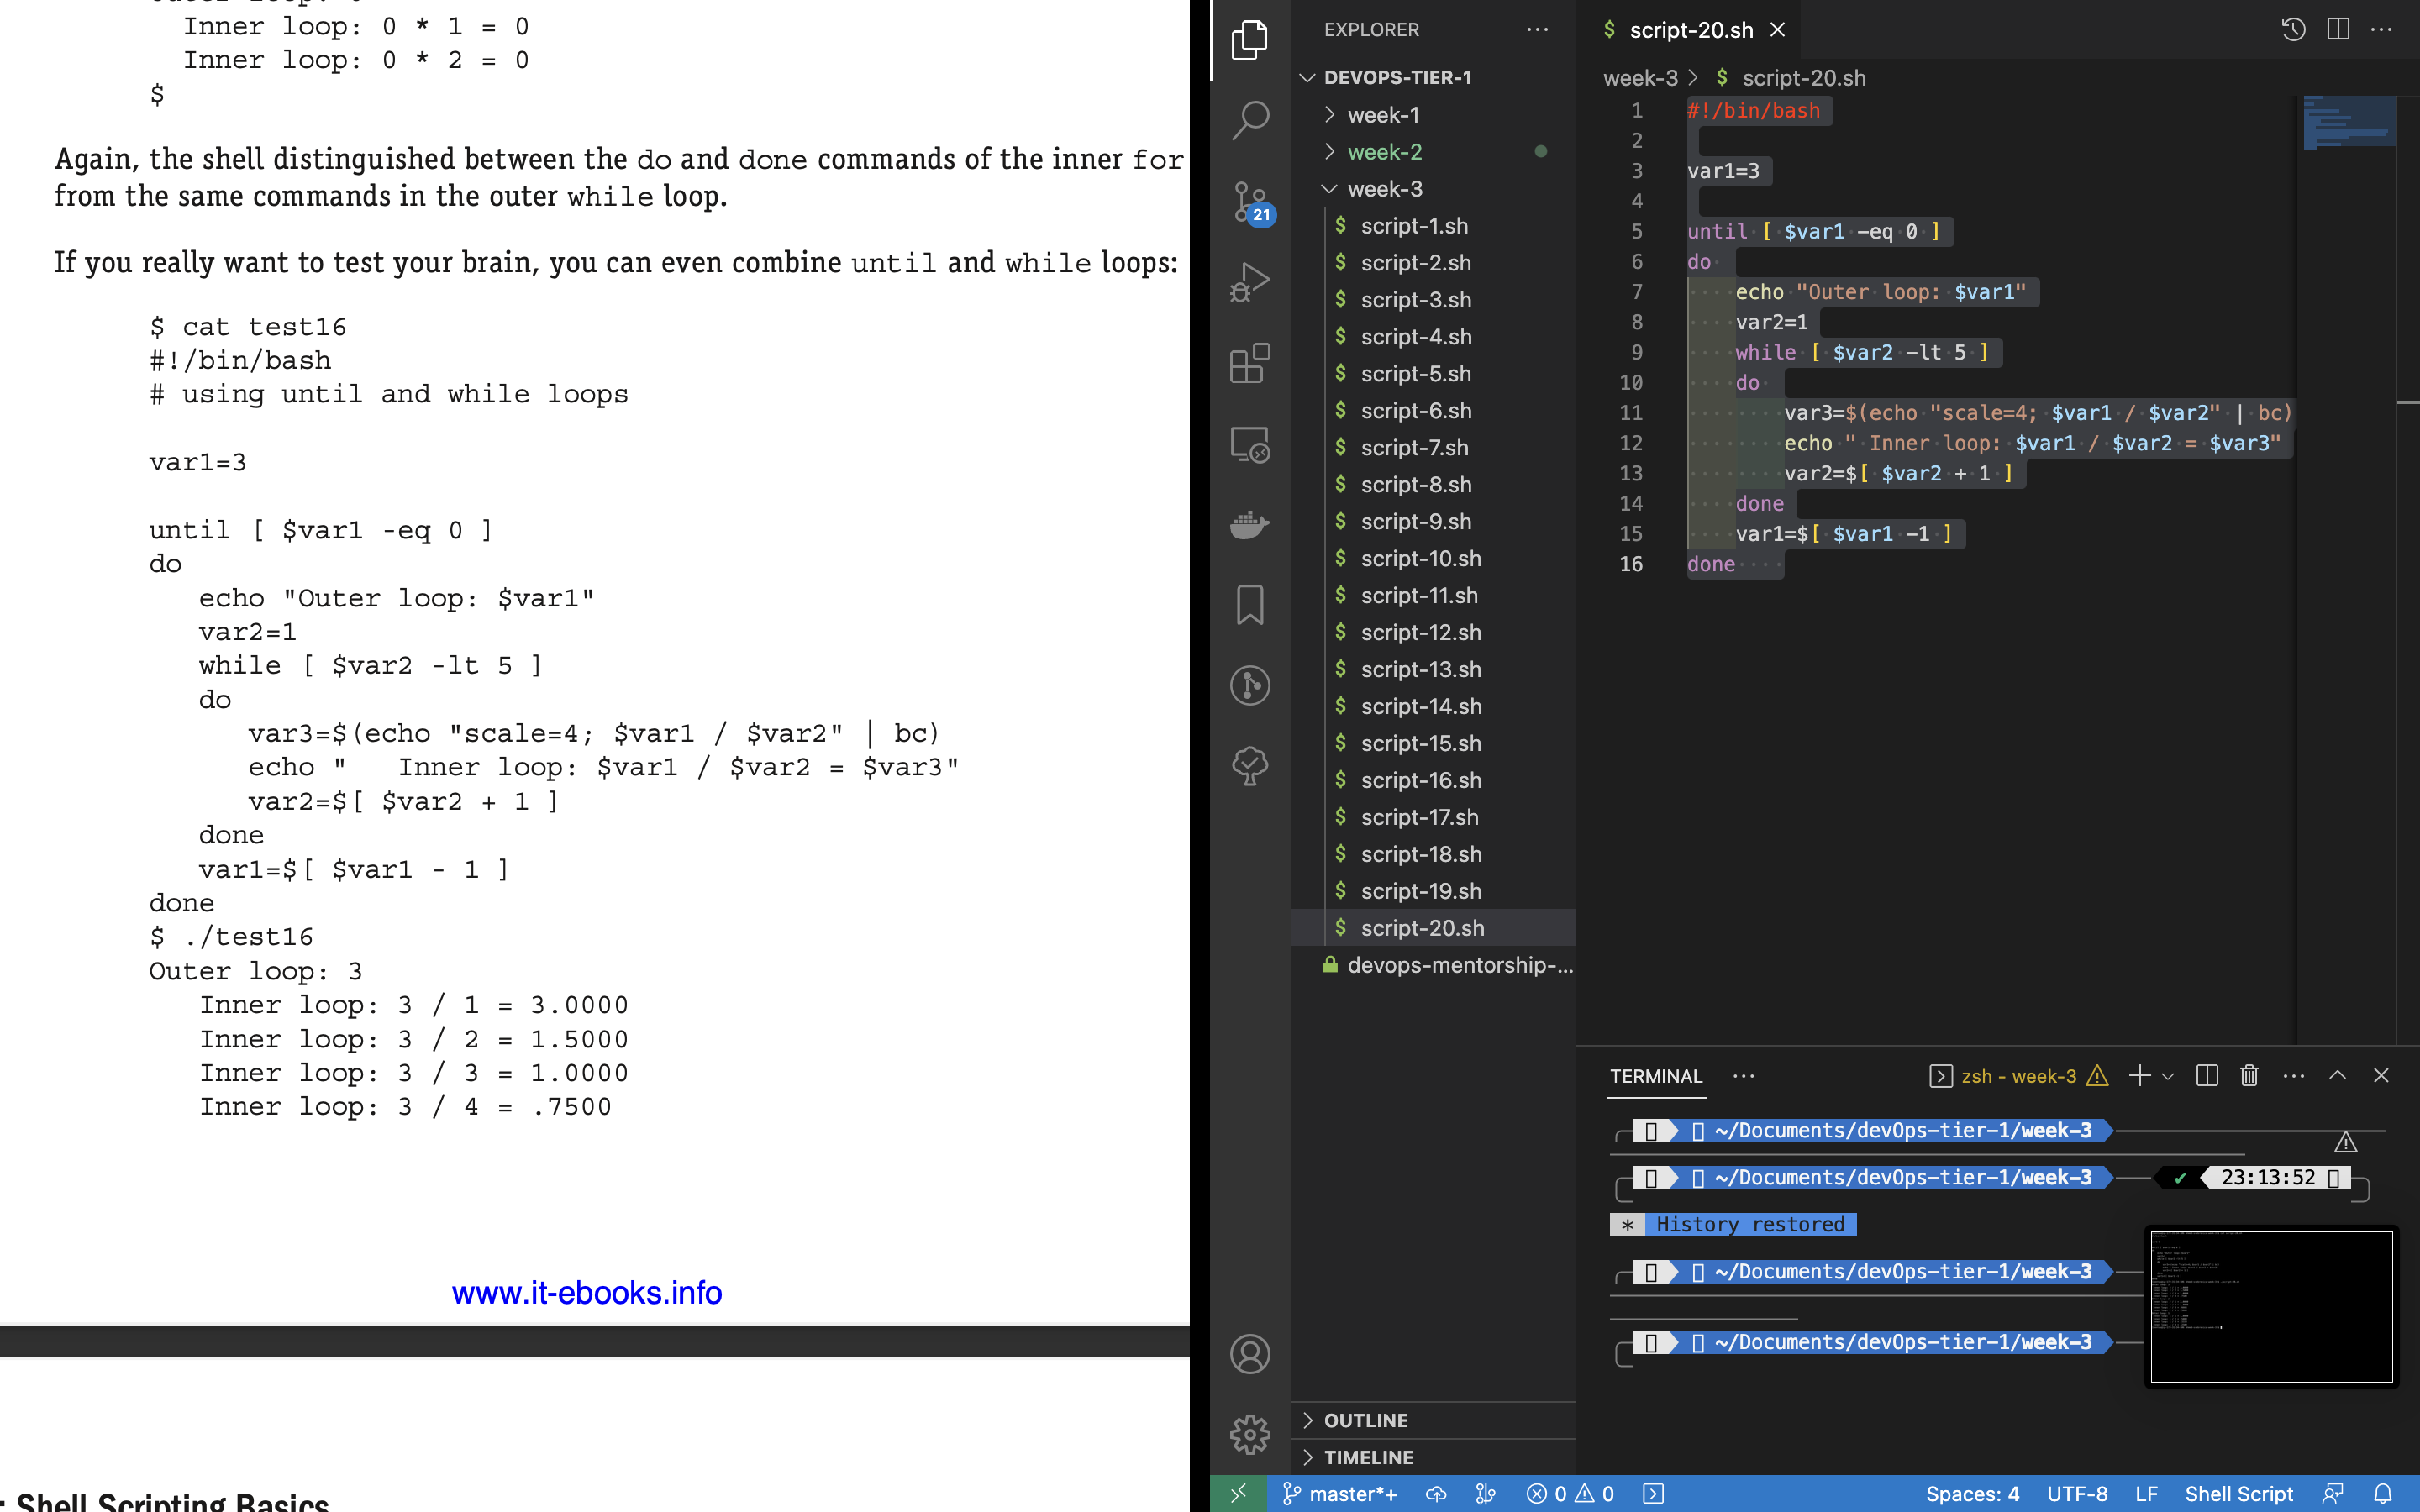 Inner loop: 0 * 1 = 0
Inner loop: 0 * 2 = 0
$
Again, the shell distinguished between the do and done commands of the inner for
from the same commands in the outer while loop.
If you really want to test your brain, you can even combine until and while loops:
$ cat test16
#!/bin/bash
# using until and while loops
var1=3
until [ $var1 -eq 0 ]
do
echo "Outer loop: $var1"
var2=1
while [ $var2 -lt 5 ]
do
var3=$(echo "scale=4; $var1 / $var2" | bc)
echo "   Inner loop: $var1 / $var2 = $var3"
var2=$[ $var2 + 1 ]
done
var1=$[ $var1 - 1 ]
done
$ ./test16
Outer loop: 3
Inner loop: 3 / 1 = 3.0000
Inner loop: 3 / 2 = 1.5000
Inner loop: 3 / 3 = 1.0000
Inner loop: 3 / 4 = .7500
www.it-ebooks.info
: Shell Scripting Basics
21
EXPLORER
DEVOPS-TIER-1
week-1
week-2
week-3
$ script-1.sh
$ script-2.sh
$ script-3.sh
$ script-4.sh
$ script-5.sh
$ script-6.sh
$ script-7.sh
$ script-8.sh
$ script-9.sh
$ script-10.sh
$ script-11.sh
$ script-12.sh
$ script-13.sh
$ script-14.sh
$ script-15.sh
$ script-16.sh
$ script-17.sh
$ script-18.sh
$ script-19.sh
$ script-20.sh
devops-mentorship-...
OUTLINE
TIMELINE
$ script-20.sh
week-3 > $ script-20.sh
1 #!/bin/bash
2
3 var1=3
4
5 until [ $var1 -eq 0 ]
6 do
7 echo "Outer loop: $var1"
8 var2=1
9 while [ $var2 -lt 5 ]
10 do
11 var3=$(echo "scale=4; $var1 / $var2" | bc)
12 echo " Inner loop: $var1 / $var2 = $var3"
13 var2=$[ $var2 + 1 ]
14 done
15 var1=$[ $var1 -1 ]
16 done
TERMINAL
zsh - week-3
~/Documents/devOps-tier-1/week-3
~/Documents/devOps-tier-1/week-3 ✔ 23:13:52
* History restored
~/Documents/devOps-tier-1/week-3
~/Documents/devOps-tier-1/week-3
master*+ 0 0 Spaces: 4 UTF-8 LF Shell Script